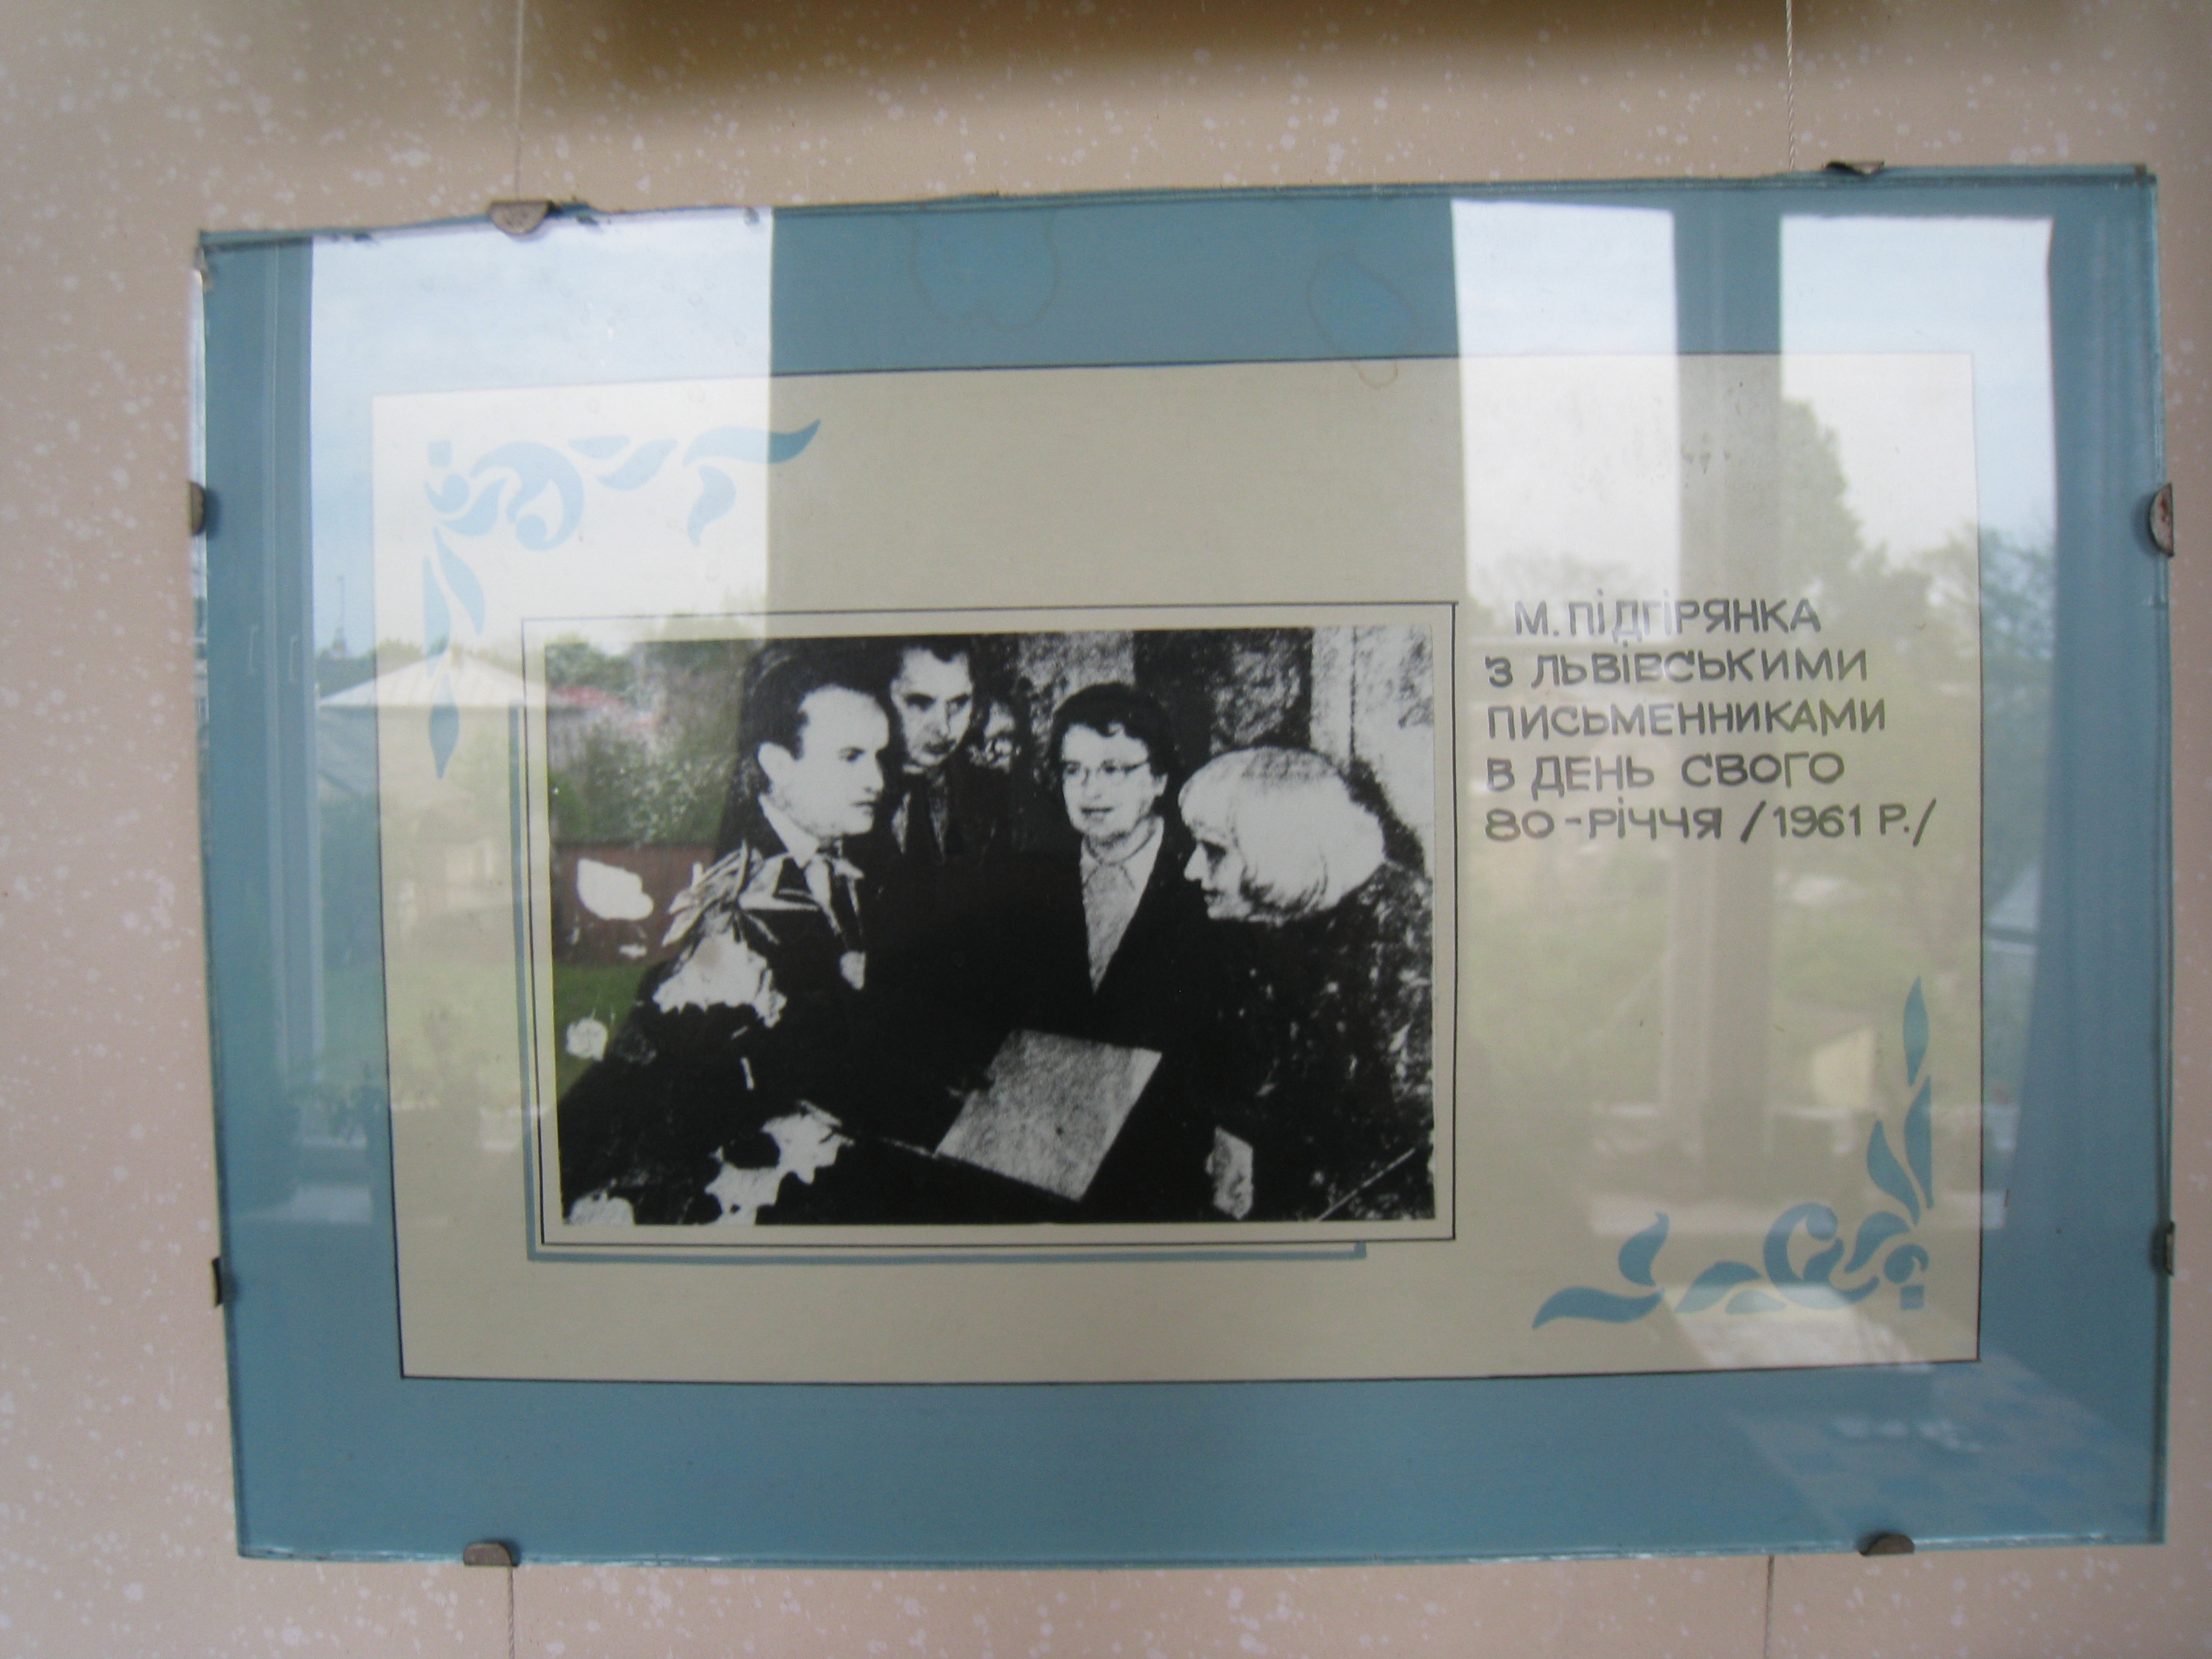 М. ПІДГІРЯНКА
З ЛЬВІВСЬКИМИ
ПИСЬМЕННИКАМИ
В ДЕНЬ СВОГО
80-РІЧЧЯ /1961 Р./